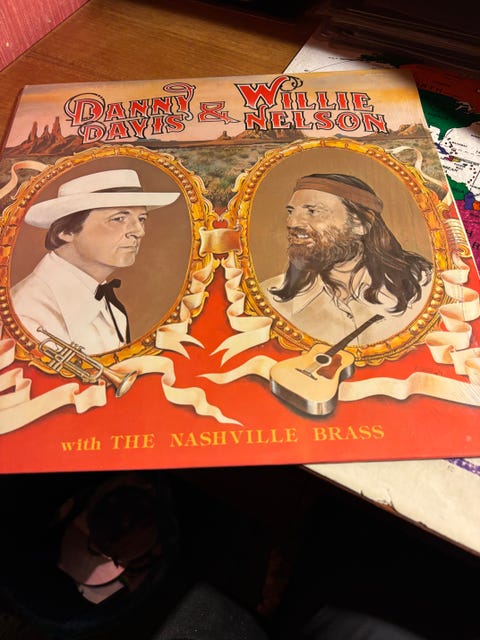 DANNY & WILLIE
DAVIS NELSON
with THE NASHVILLE BRASS